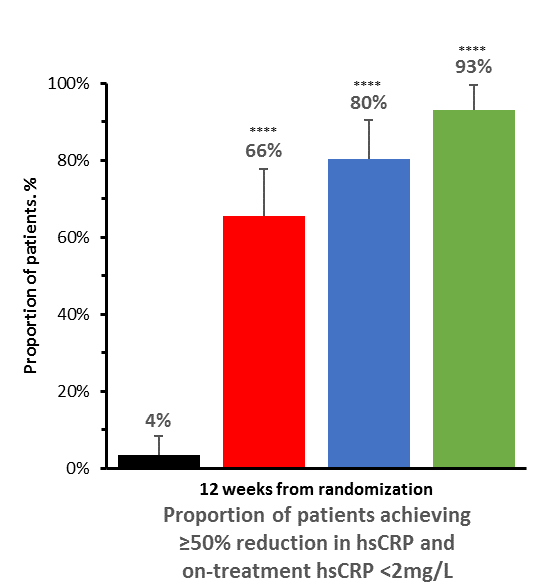 ****
93%
****
80%
****
66%
4%
100%
80%
60%
40%
20%
0%
Proportion of patients. %
12 weeks from randomization
Proportion of patients achieving
≥50% reduction in hsCRP and
on-treatment hsCRP <2mg/L